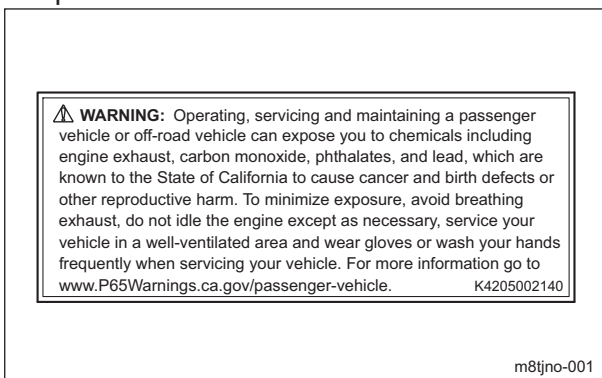 ⚠ WARNING: Operating, servicing and maintaining a passenger
vehicle or off-road vehicle can expose you to chemicals including
engine exhaust, carbon monoxide, phthalates, and lead, which are
known to the State of California to cause cancer and birth defects or
other reproductive harm. To minimize exposure, avoid breathing
exhaust, do not idle the engine except as necessary, service your
vehicle in a well-ventilated area and wear gloves or wash your hands
frequently when servicing your vehicle. For more information go to
www.P65Warnings.ca.gov/passenger-vehicle. K4205002140
m8tjno-001